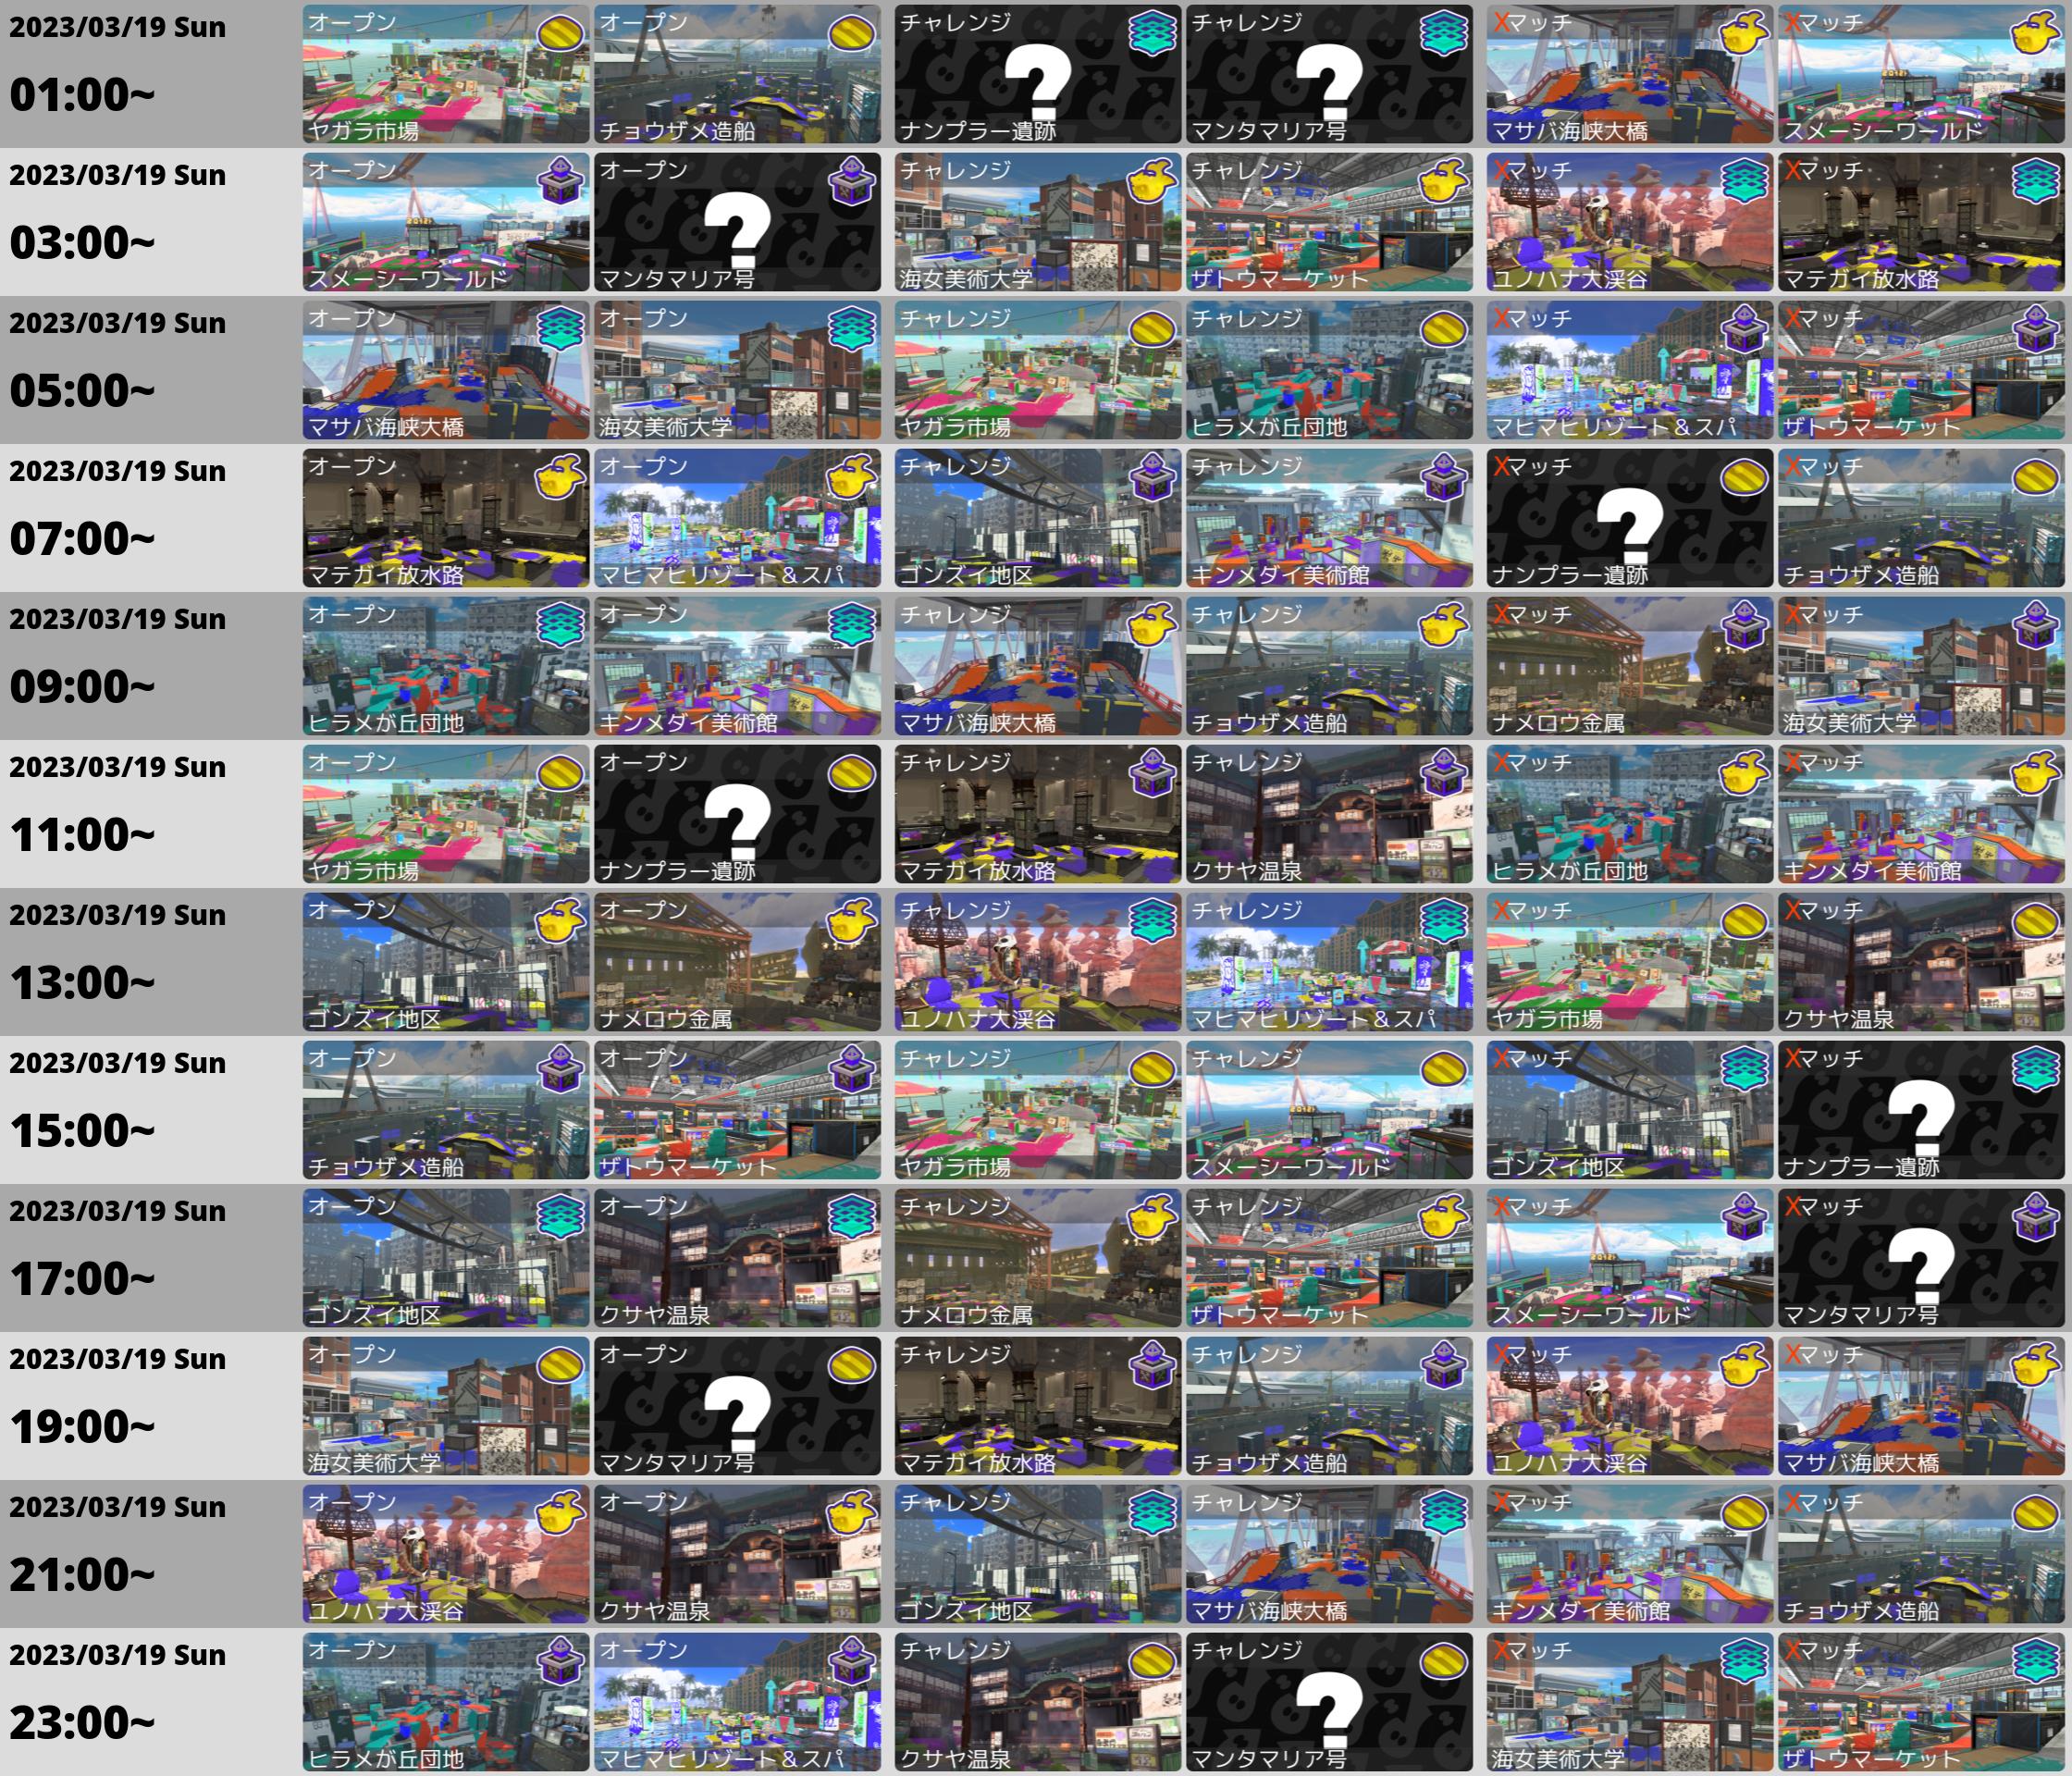 2023/03/19 Sun
01:00~
オープン
ヤガラ市場
オープン
チョウザメ造船
チャレンジ
ナンプラー遺跡
チャレンジ
マンタマリア号
Xマッチ
マサバ海峡大橋
Xマッチ
スメーシーワールド
2023/03/19 Sun
03:00~
オープン
スメーシーワールド
オープン
マンタマリア号
チャレンジ
海女美術大学
チャレンジ
ザトウマーケット
Xマッチ
ユノハナ大渓谷
Xマッチ
マテガイ放水路
2023/03/19 Sun
05:00~
オープン
マサバ海峡大橋
オープン
海女美術大学
チャレンジ
ヤガラ市場
チャレンジ
ヒラメが丘団地
Xマッチ
マヒマヒリゾート＆スパ
Xマッチ
ザトウマーケット
2023/03/19 Sun
07:00~
オープン
マテガイ放水路
オープン
マヒマヒリゾート＆スパ
チャレンジ
ゴンズイ地区
チャレンジ
キンメダイ美術館
Xマッチ
ナンプラー遺跡
Xマッチ
チョウザメ造船
2023/03/19 Sun
09:00~
オープン
ヒラメが丘団地
オープン
キンメダイ美術館
チャレンジ
マサバ海峡大橋
チャレンジ
チョウザメ造船
Xマッチ
ナメロウ金属
Xマッチ
海女美術大学
2023/03/19 Sun
11:00~
オープン
ヤガラ市場
オープン
ナンプラー遺跡
チャレンジ
マテガイ放水路
チャレンジ
クサヤ温泉
Xマッチ
ヒラメが丘団地
Xマッチ
キンメダイ美術館
2023/03/19 Sun
13:00~
オープン
ゴンズイ地区
オープン
ナメロウ金属
チャレンジ
ユノハナ大渓谷
チャレンジ
マヒマヒリゾート＆スパ
Xマッチ
ヤガラ市場
Xマッチ
クサヤ温泉
2023/03/19 Sun
15:00~
オープン
チョウザメ造船
オープン
ザトウマーケット
チャレンジ
ヤガラ市場
チャレンジ
スメーシーワールド
Xマッチ
ゴンズイ地区
Xマッチ
ナンプラー遺跡
2023/03/19 Sun
17:00~
オープン
ゴンズイ地区
オープン
クサヤ温泉
チャレンジ
ナメロウ金属
チャレンジ
ザトウマーケット
Xマッチ
スメーシーワールド
Xマッチ
マンタマリア号
2023/03/19 Sun
19:00~
オープン
海女美術大学
オープン
マンタマリア号
チャレンジ
マテガイ放水路
チャレンジ
チョウザメ造船
Xマッチ
ユノハナ大渓谷
Xマッチ
マサバ海峡大橋
2023/03/19 Sun
21:00~
オープン
ユノハナ大渓谷
オープン
クサヤ温泉
チャレンジ
ゴンズイ地区
チャレンジ
マサバ海峡大橋
Xマッチ
キンメダイ美術館
Xマッチ
チョウザメ造船
2023/03/19 Sun
23:00~
オープン
ヒラメが丘団地
オープン
マヒマヒリゾート＆スパ
チャレンジ
クサヤ温泉
チャレンジ
マンタマリア号
Xマッチ
海女美術大学
Xマッチ
ザトウマーケット